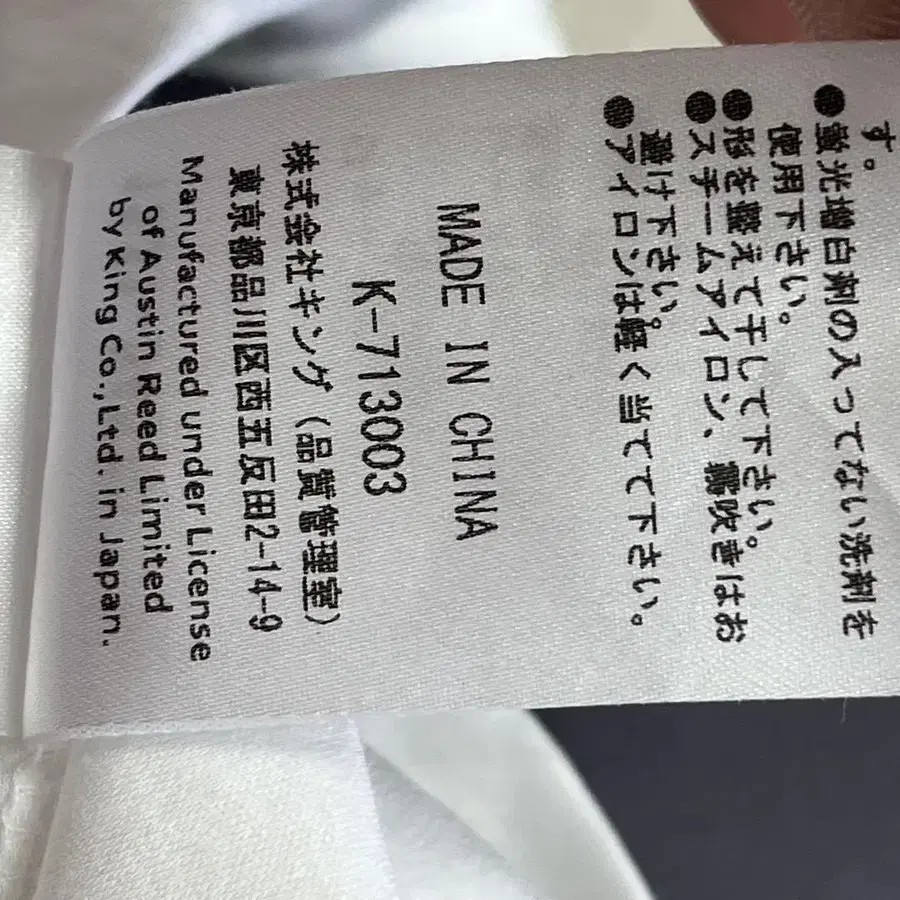 す。
●蛍光増白剤の入ってない洗剤を
使用下さい。
●形を整えて干して下さい。
●スチームアイロン、霧吹きはお
避け下さい。
●アイロンは軽く当てて下さい。
MADE IN CHINA
K-713003
株式会社キング(品質管理室)
東京都品川区西五反田2-14-9
Manufactured under License
of Austin Reed Limited
by King Co.,Ltd. in Japan.